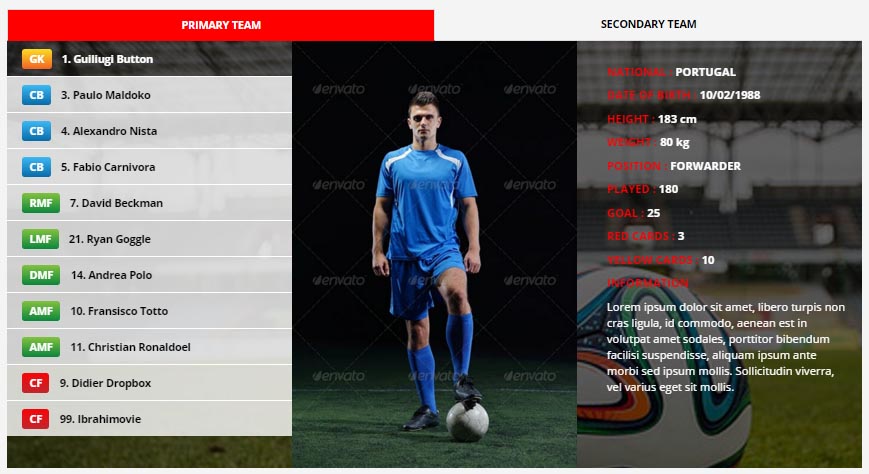 PRIMARY TEAM
SECONDARY TEAM
GK 1. Guiliugi Button
CB 3. Paulo Maldoko
CB 4. Alexandro Nista
CB 5. Fabio Carnivora
RMF 7. David Beckman
LMF 21. Ryan Goggle
DMF 14. Andrea Polo
AMF 10. Fransisco Totto
AMF 11. Christian Ronaldoel
CF 9. Didier Dropbox
CF 99. Ibrahimovie
envato envato envato
envato envato envato
envato envato envato
envato envato envato
NATIONAL : PORTUGAL
DATE OF BIRTH : 10/02/1988
HEIGHT : 183 cm
WEIGHT : 80 kg
POSITION : FORWARDER
PLAYED : 180
GOAL : 25
RED CARDS : 3
YELLOW CARDS : 10
INFORMATION
Lorem ipsum dolor sit amet, libero turpis non
cras ligula, id commodo, aenean est in
volutpat amet sodales, porttitor bibendum
facilisi suspendisse, aliquam ipsum ante
morbi sed ipsum mollis. Sollicitudin viverra,
vel varius eget sit mollis.